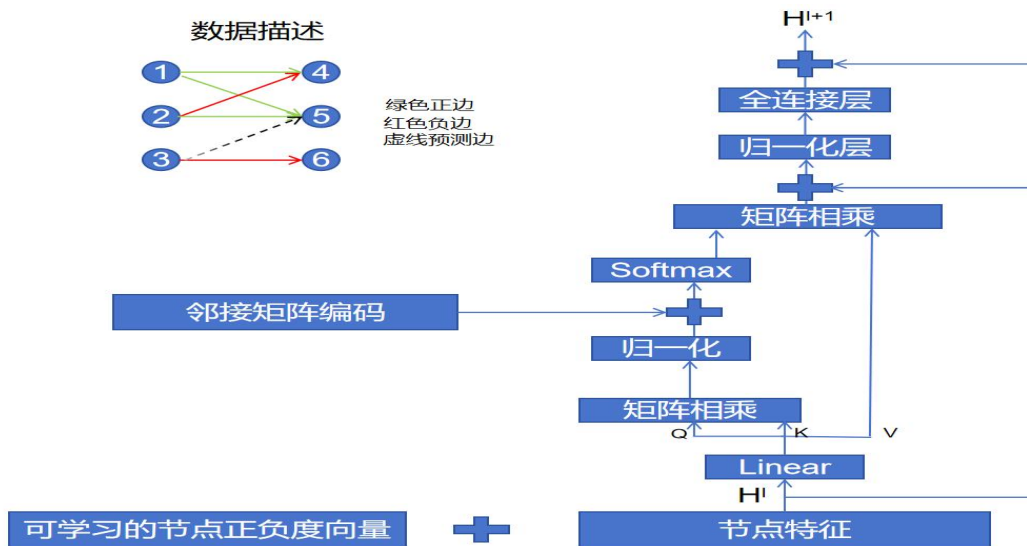 数据描述
1
4
2
5
3
6
绿色正边
红色负边
虚线预测边
H^{l+1}
全连接层
归一化层
矩阵相乘
Softmax
邻接矩阵编码
归一化
矩阵相乘
Q
K
V
Linear
H^l
可学习的节点正负度向量
节点特征